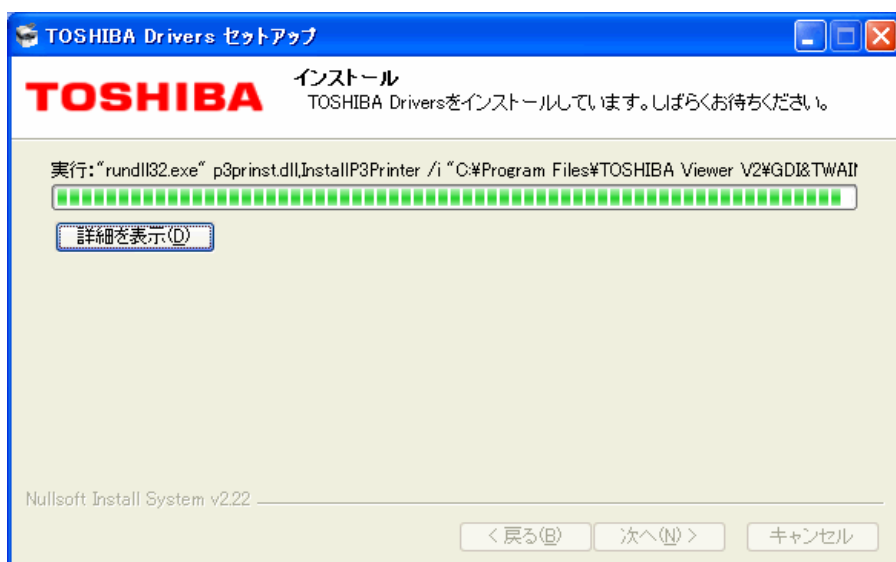 TOSHIBA Drivers セットアップ
TOSHIBA
インストール
TOSHIBA Driversをインストールしています。しばらくお待ちください。
実行:"rundll32.exe" p3prinst.dll,InstallP3Printer /i "C:¥Program Files¥TOSHIBA Viewer V2¥GDI&TWAIN
詳細を表示(D)
Nullsoft Install System v2.22
< 戻る(B)
次へ(N) >
キャンセル